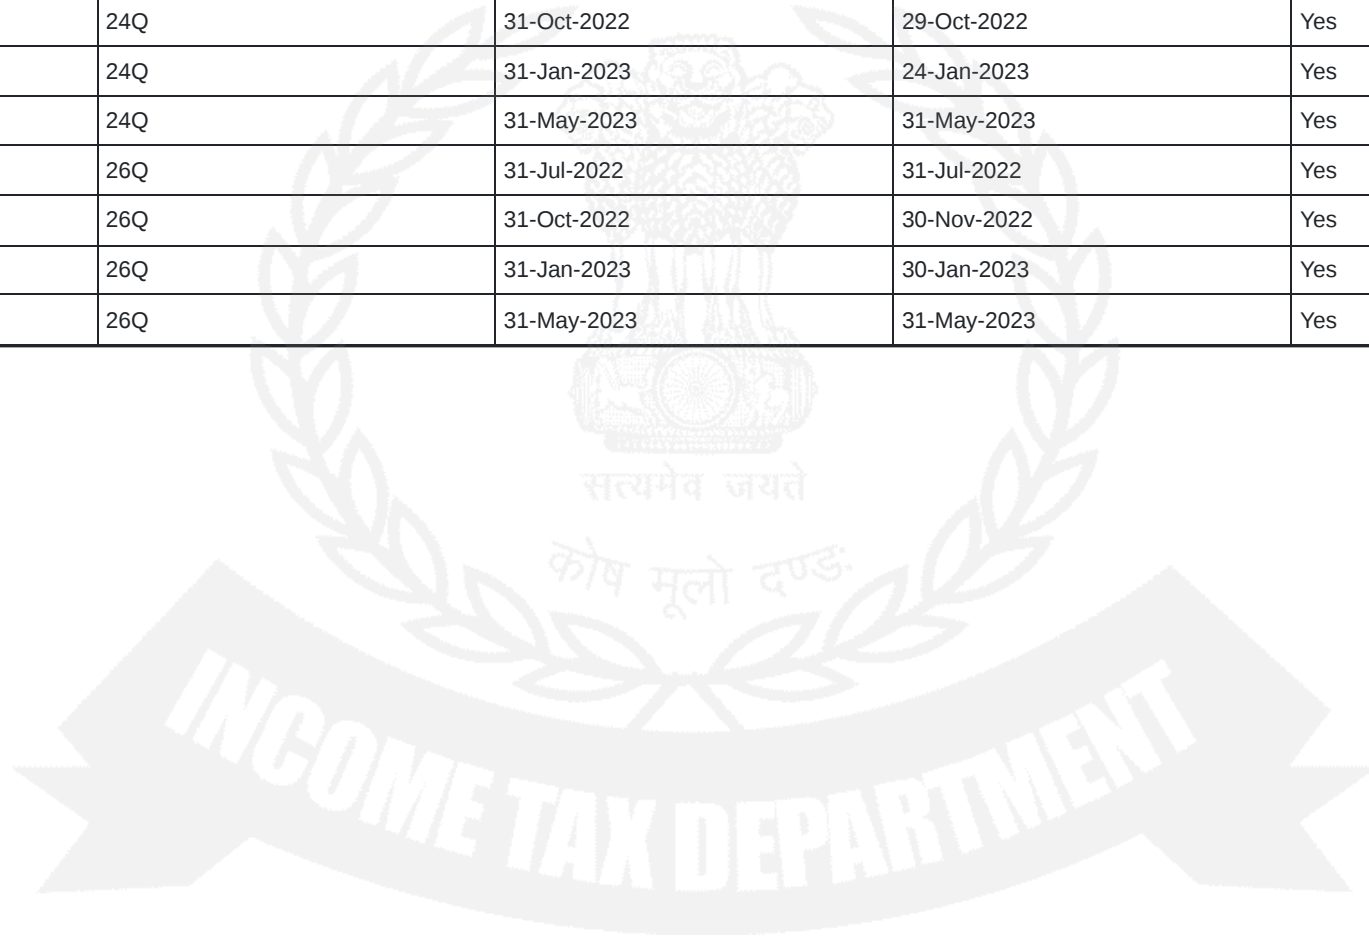 24Q 31-Oct-2022 29-Oct-2022 Yes
24Q 31-Jan-2023 24-Jan-2023 Yes
24Q 31-May-2023 31-May-2023 Yes
26Q 31-Jul-2022 31-Jul-2022 Yes
26Q 31-Oct-2022 30-Nov-2022 Yes
26Q 31-Jan-2023 30-Jan-2023 Yes
26Q 31-May-2023 31-May-2023 Yes
सत्यमेव जयते
कोष मूलो दण्डः
INCOME TAX DEPARTMENT